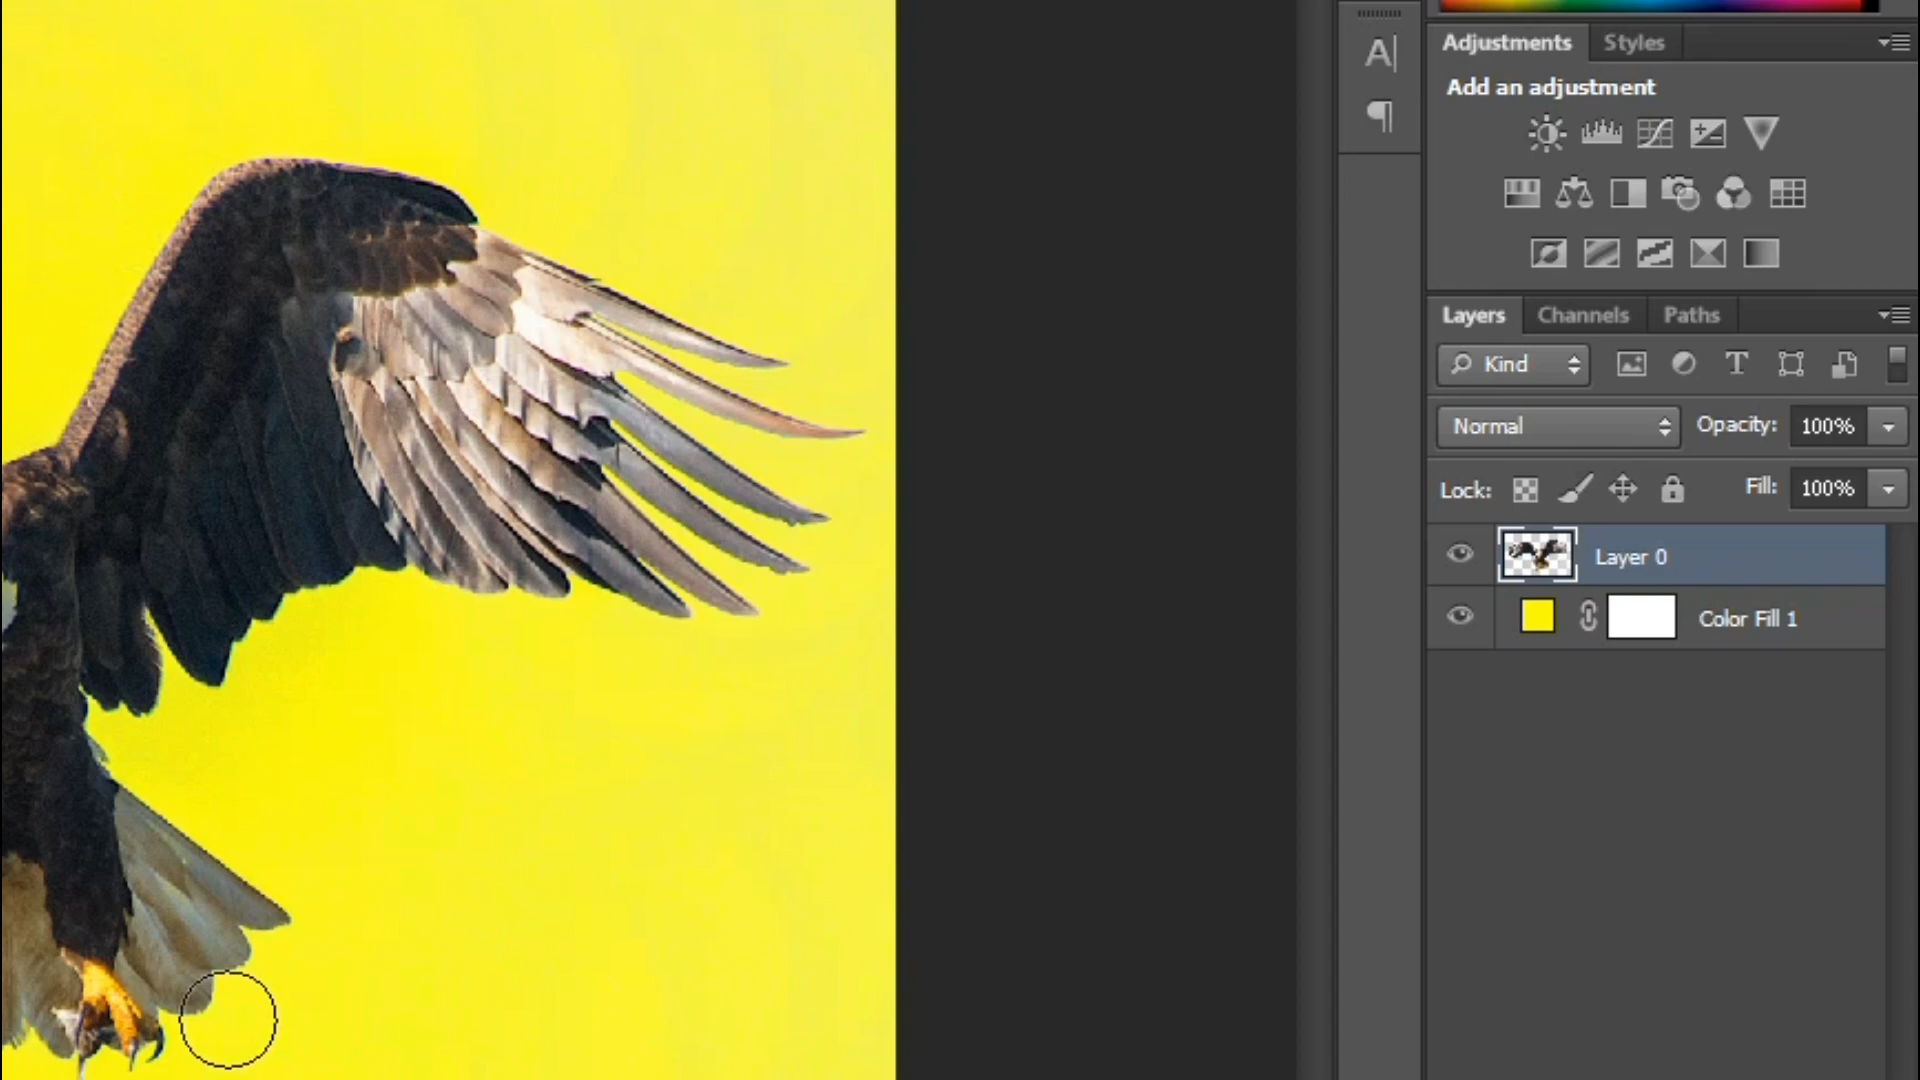 A|
¶
Adjustments Styles
Add an adjustment
Layers Channels Paths
Kind T
Normal Opacity: 100%
Lock: Fill: 100%
Layer 0
Color Fill 1